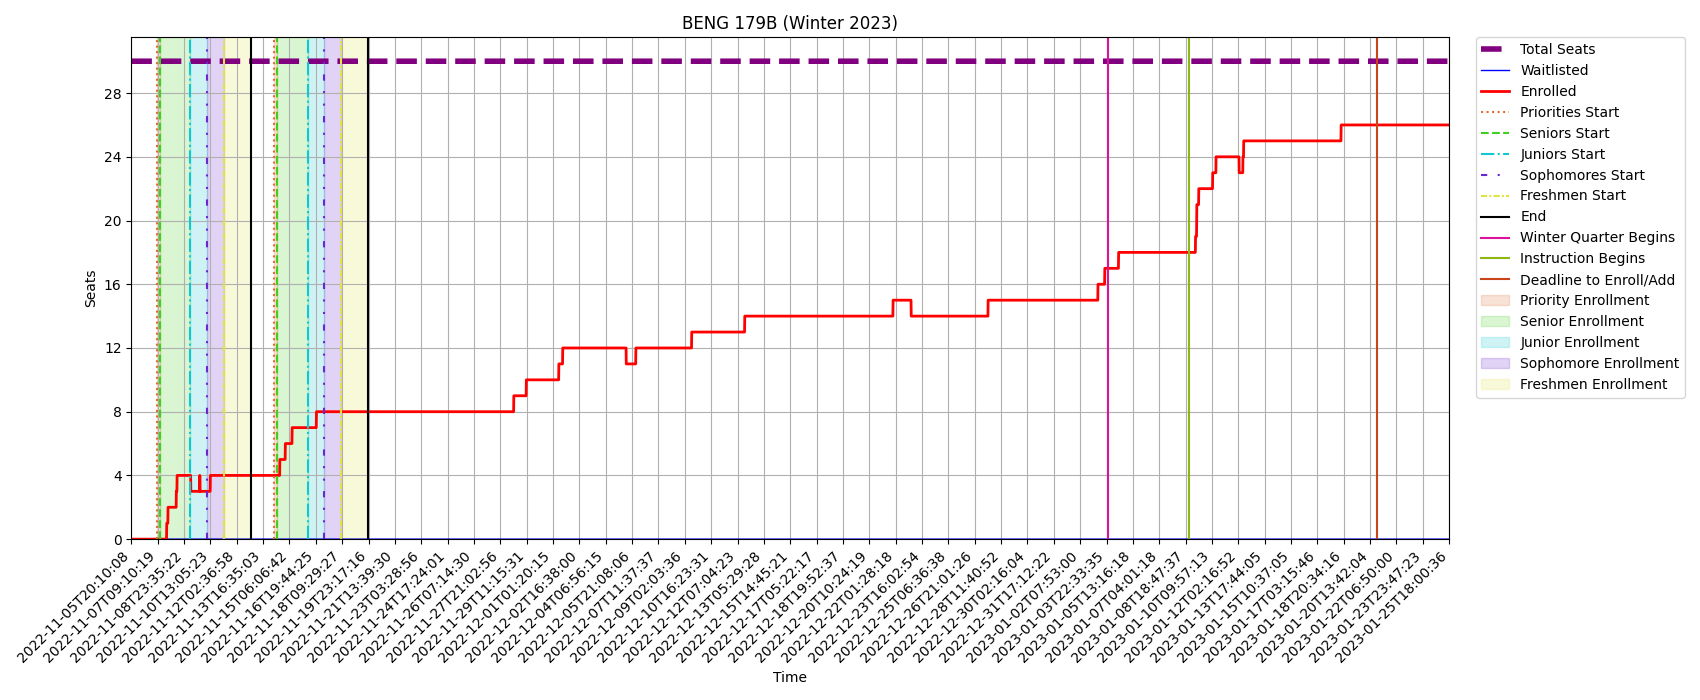 BENG 179B (Winter 2023)
Seats
28
24
20
16
12
8
4
0
2022-11-05T20:10:08
2022-11-07T09:10:19
2022-11-08T23:35:22
2022-11-10T13:05:23
2022-11-12T02:36:58
2022-11-13T16:35:03
2022-11-15T06:06:42
2022-11-16T19:44:25
2022-11-18T09:29:27
2022-11-19T23:17:16
2022-11-21T13:39:30
2022-11-23T03:28:56
2022-11-24T17:24:01
2022-11-26T07:14:30
2022-11-27T21:02:56
2022-11-29T11:15:31
2022-12-01T01:20:15
2022-12-02T16:38:00
2022-12-04T06:56:15
2022-12-05T21:08:06
2022-12-07T11:37:37
2022-12-09T02:03:36
2022-12-10T16:23:31
2022-12-12T07:04:23
2022-12-13T05:29:28
2022-12-15T14:45:21
2022-12-17T05:22:17
2022-12-18T19:52:37
2022-12-20T10:24:19
2022-12-22T01:28:18
2022-12-23T16:02:54
2022-12-25T06:36:38
2022-12-26T21:01:26
2022-12-28T11:40:52
2022-12-30T02:16:04
2022-12-31T17:12:22
2023-01-02T07:53:00
2023-01-03T22:33:35
2023-01-05T13:16:18
2023-01-07T04:01:18
2023-01-08T18:47:37
2023-01-10T09:57:13
2023-01-12T02:16:52
2023-01-13T17:44:05
2023-01-15T10:37:05
2023-01-17T03:15:46
2023-01-18T20:34:16
2023-01-20T13:42:04
2023-01-22T06:50:00
2023-01-23T23:47:23
2023-01-25T18:00:36
Time
Total Seats
Waitlisted
Enrolled
Priorities Start
Seniors Start
Juniors Start
Sophomores Start
Freshmen Start
End
Winter Quarter Begins
Instruction Begins
Deadline to Enroll/Add
Priority Enrollment
Senior Enrollment
Junior Enrollment
Sophomore Enrollment
Freshmen Enrollment